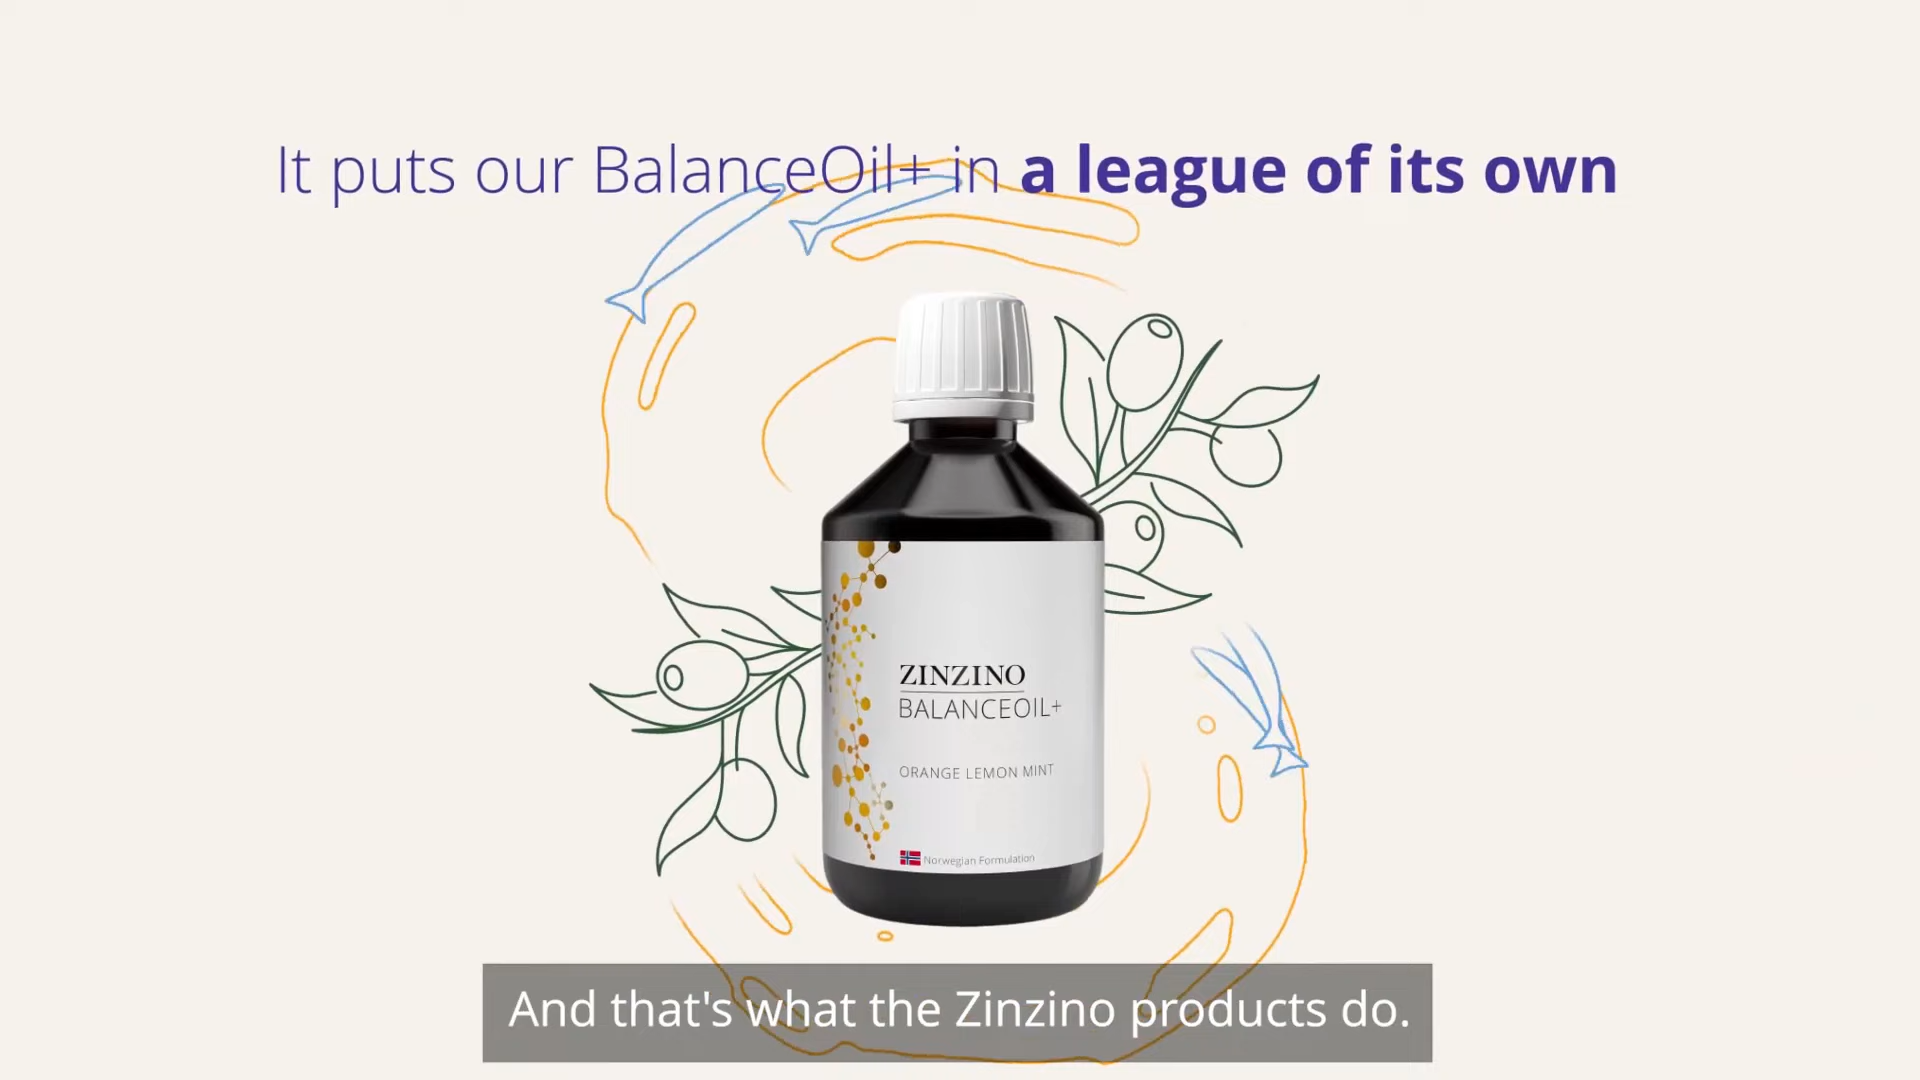 It puts our BalanceOil+ in a league of its own
ZINZINO
BALANCEOIL+
ORANGE LEMON MINT
Norwegian Formulation
And that's what the Zinzino products do.